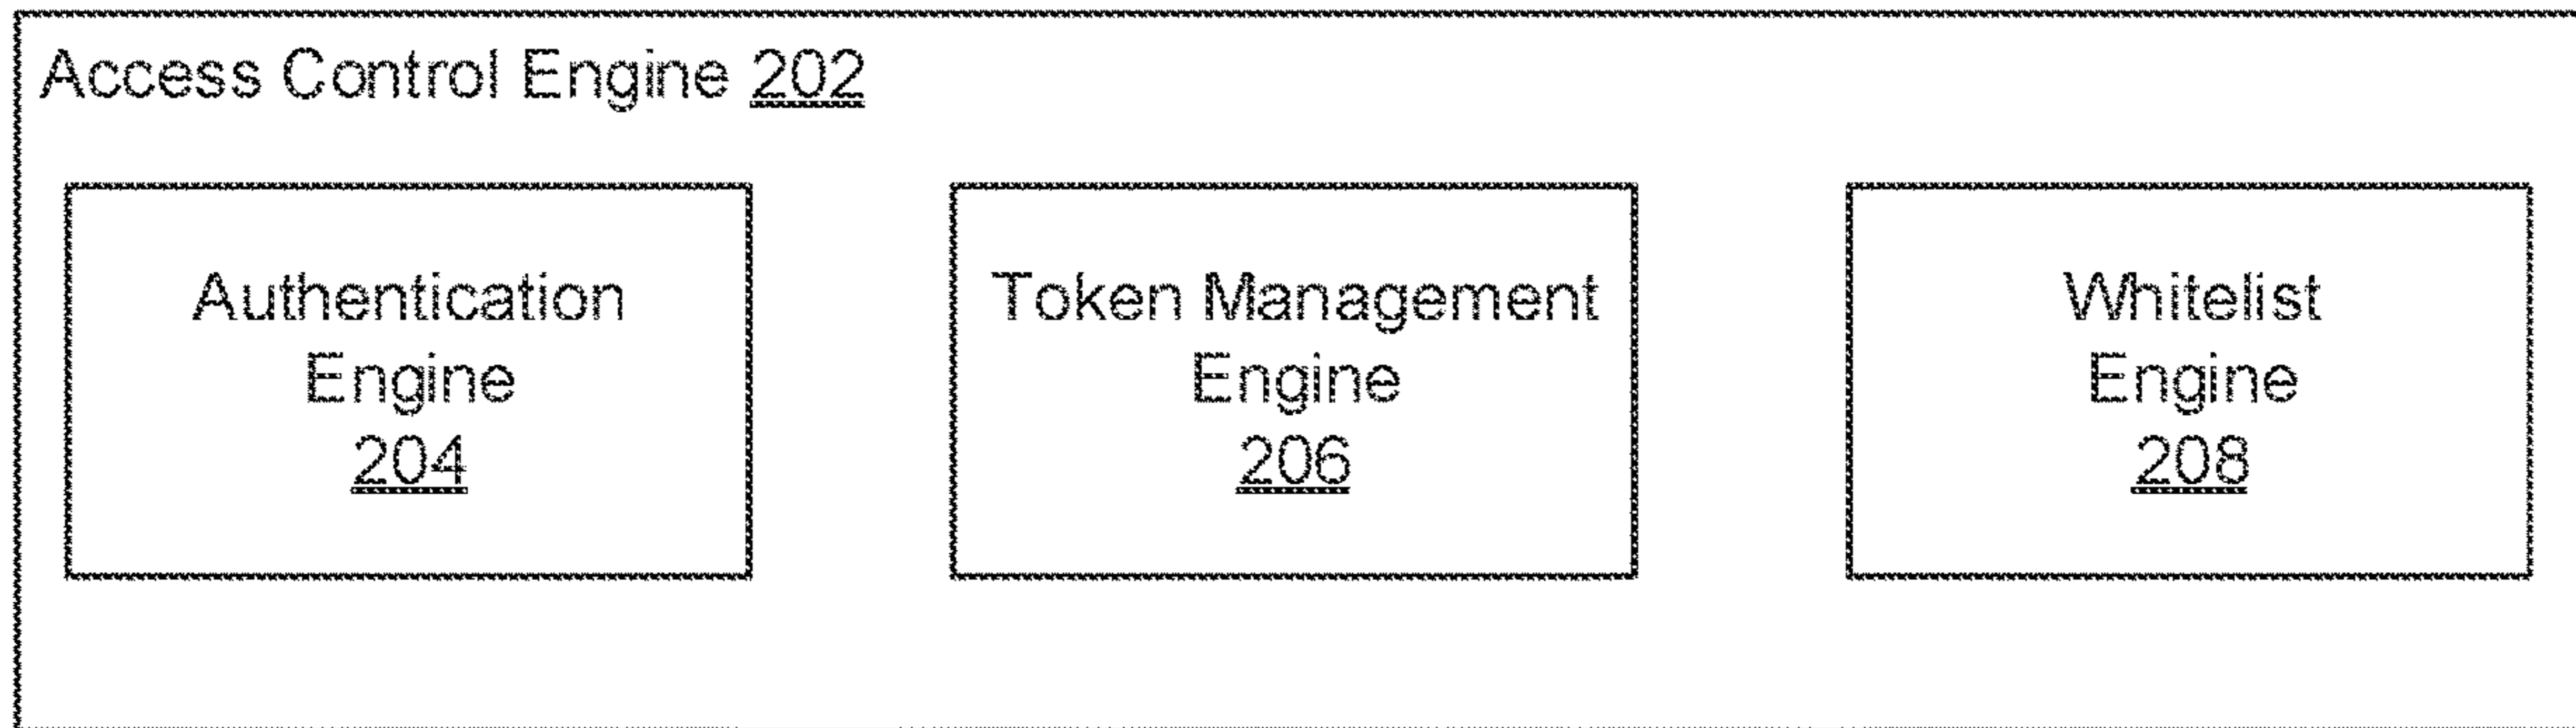 Access Control Engine 202
Authentication
Engine
204
Token Management
Engine
206
Whitelist
Engine
208